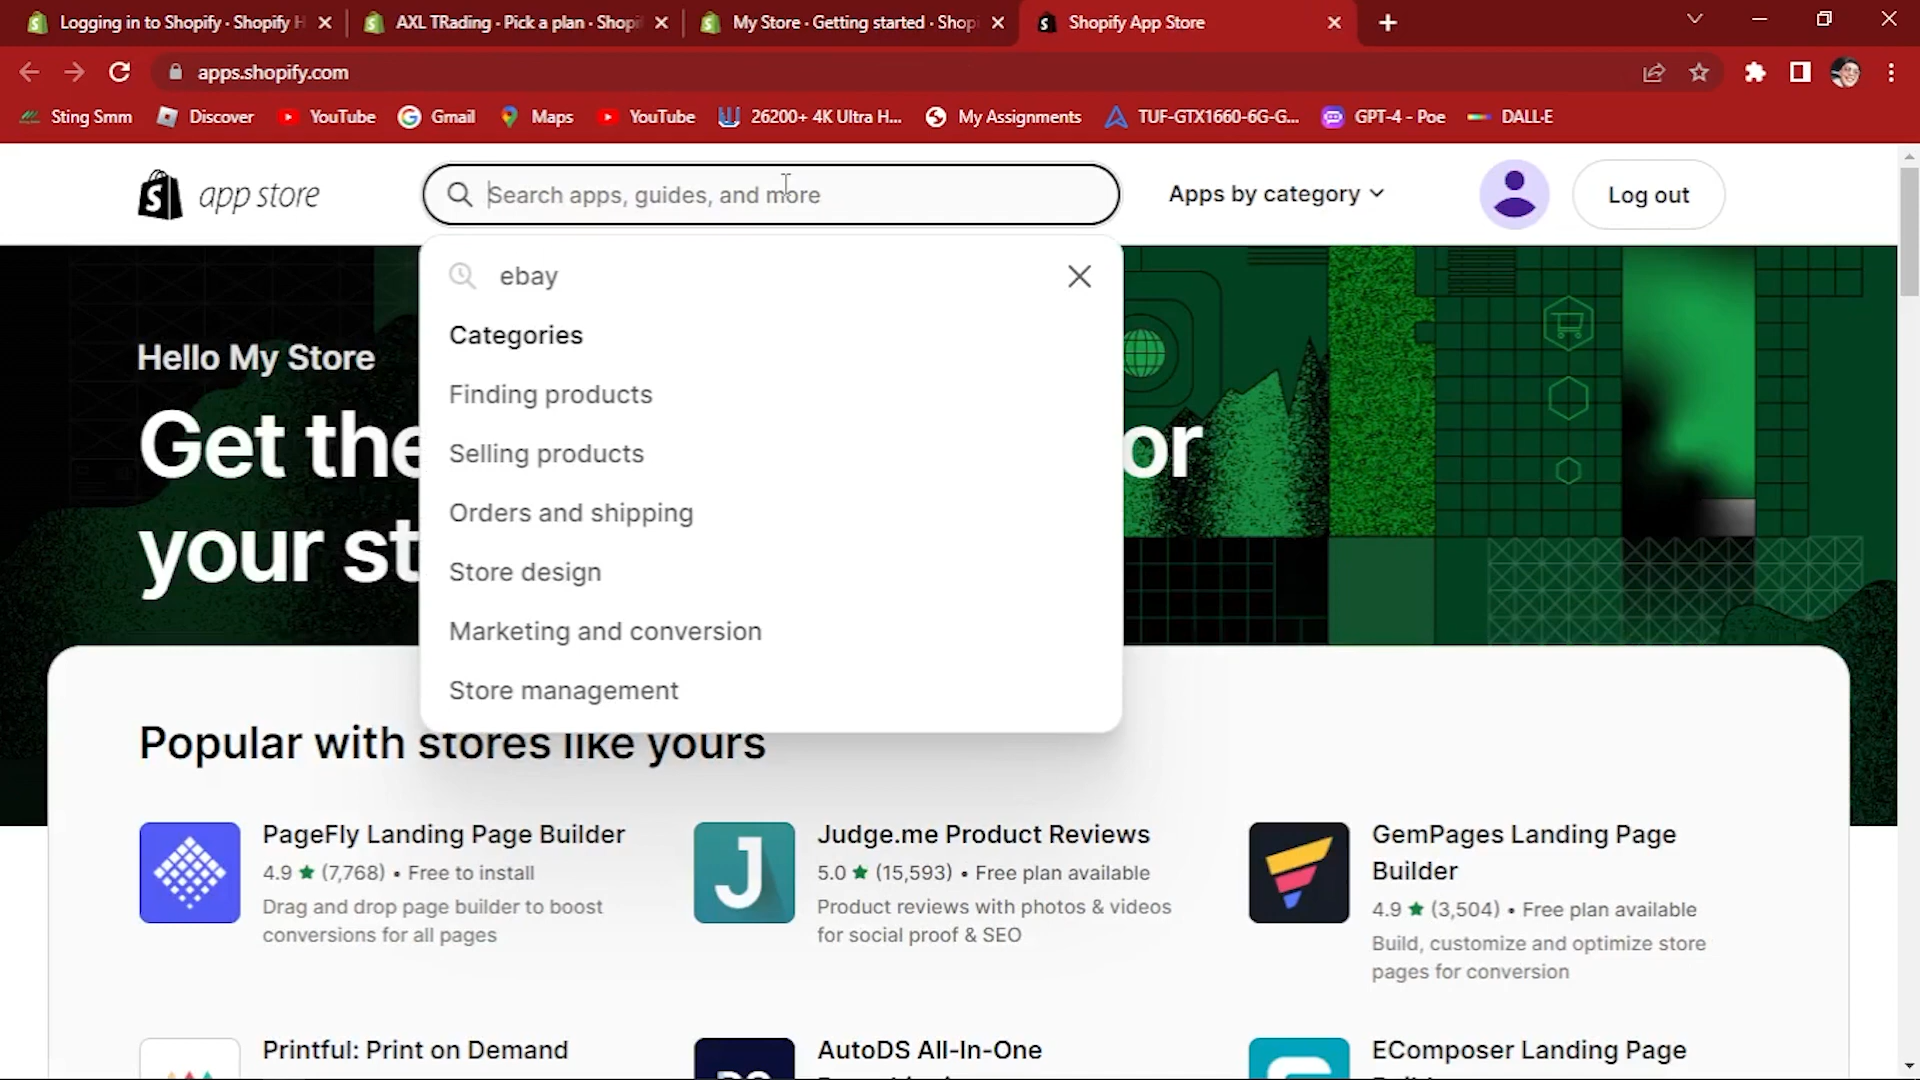 Logging in to Shopify · Shopify H
AXL TRading · Pick a plan · Shopi
My Store · Getting started · Shop
Shopify App Store
apps.shopify.com
Sting Smm
Discover
YouTube
Gmail
Maps
YouTube
26200+ 4K Ultra H...
My Assignments
TUF-GTX1660-6G-G...
GPT-4 - Poe
DALL·E
app store
Search apps, guides, and more
Apps by category
Log out
ebay
Categories
Finding products
Selling products
Orders and shipping
Store design
Marketing and conversion
Store management
Hello My Store
Get the
or
your st
Popular with stores like yours
PageFly Landing Page Builder
4.9 ★ (7,768) • Free to install
Drag and drop page builder to boost
conversions for all pages
Judge.me Product Reviews
5.0 ★ (15,593) • Free plan available
Product reviews with photos & videos
for social proof & SEO
GemPages Landing Page
Builder
4.9 ★ (3,504) • Free plan available
Build, customize and optimize store
pages for conversion
Printful: Print on Demand
AutoDS All-In-One
EComposer Landing Page